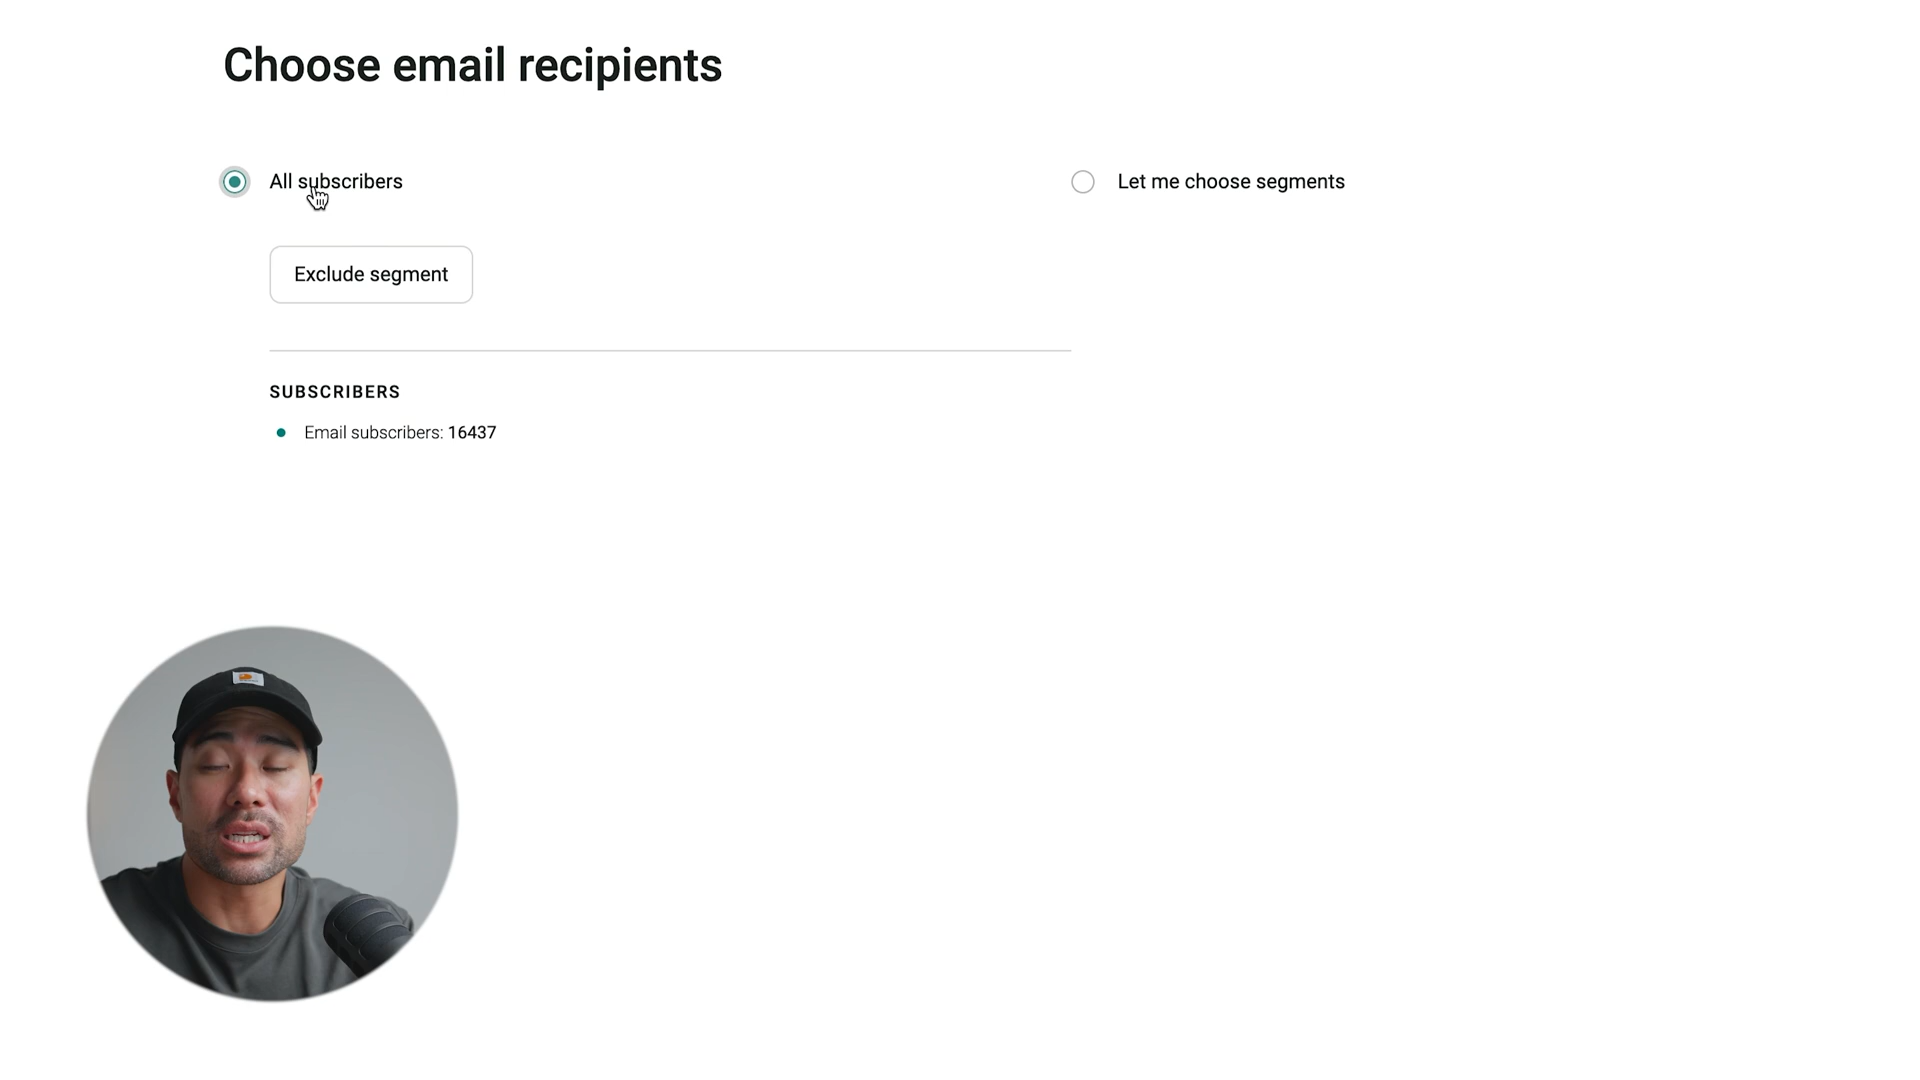 Choose email recipients
All subscribers
Let me choose segments
Exclude segment
SUBSCRIBERS
Email subscribers: 16437